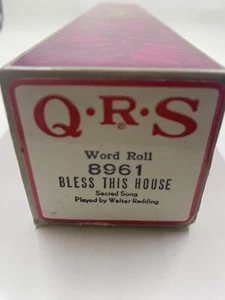 Q·R·S
®
Word Roll
8961
BLESS THIS HOUSE
Sacred Song
Played by Walter Redding